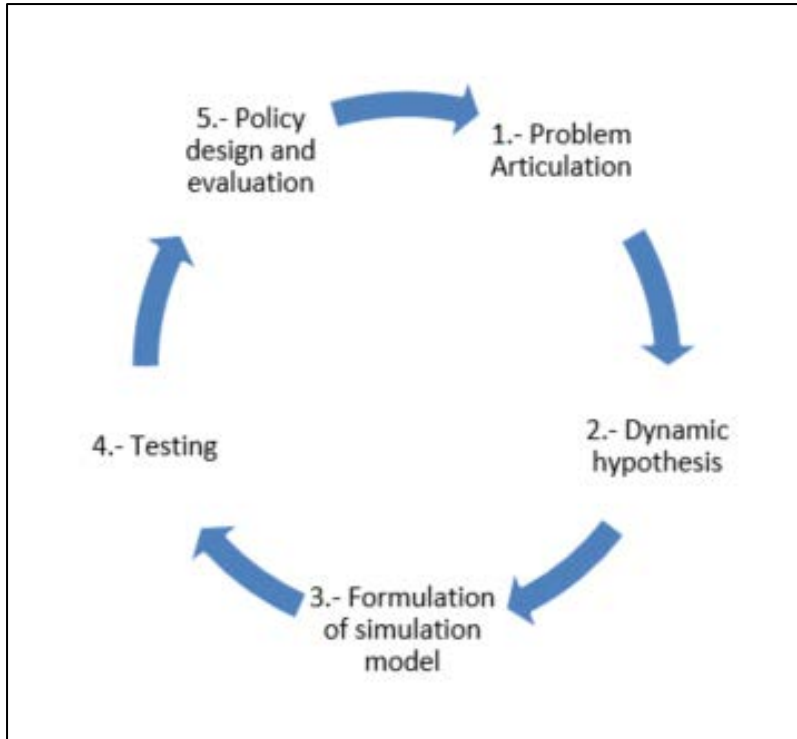 1.- Problem
Articulation
2.- Dynamic
hypothesis
3.- Formulation
of simulation
model
4.- Testing
5.- Policy
design and
evaluation